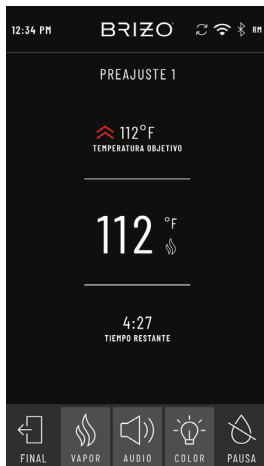 12:34 PM BRIZO RM
PREAJUSTE 1
112°F
TEMPERATURA OBJETIVO
112 °F
4:27
TIEMPO RESTANTE
FINAL VAPOR AUDIO COLOR PAUSA